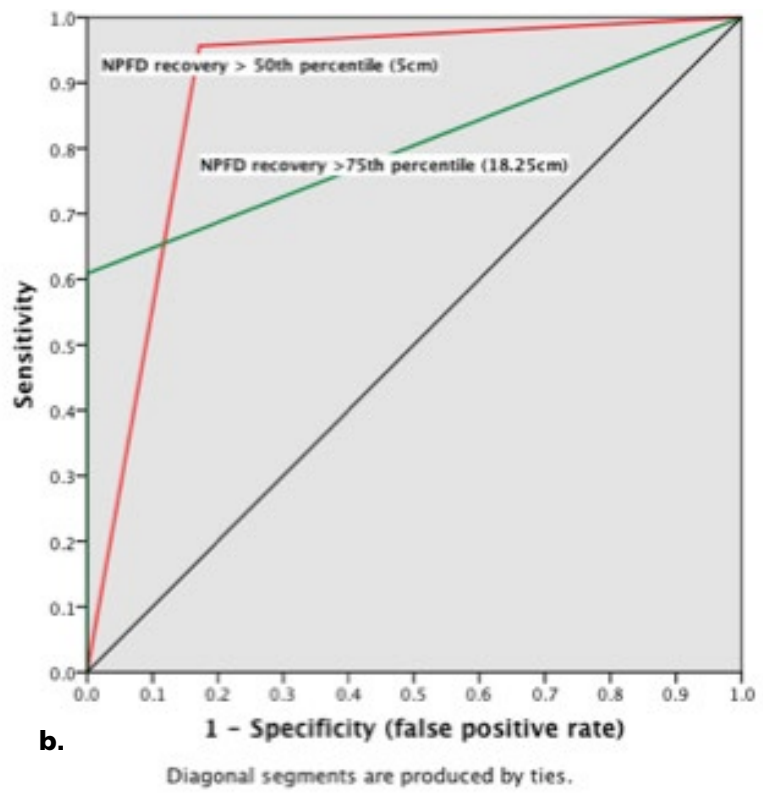 1.0
NPFD recovery > 50th percentile (5cm)
0.9
0.8
NPFD recovery >75th percentile (18.25cm)
0.7
0.6
Sensitivity
0.5
0.4
0.3
0.2
0.1
0.0
0.0 0.1 0.2 0.3 0.4 0.5 0.6 0.7 0.8 0.9 1.0
1 - Specificity (false positive rate)
b.
Diagonal segments are produced by ties.